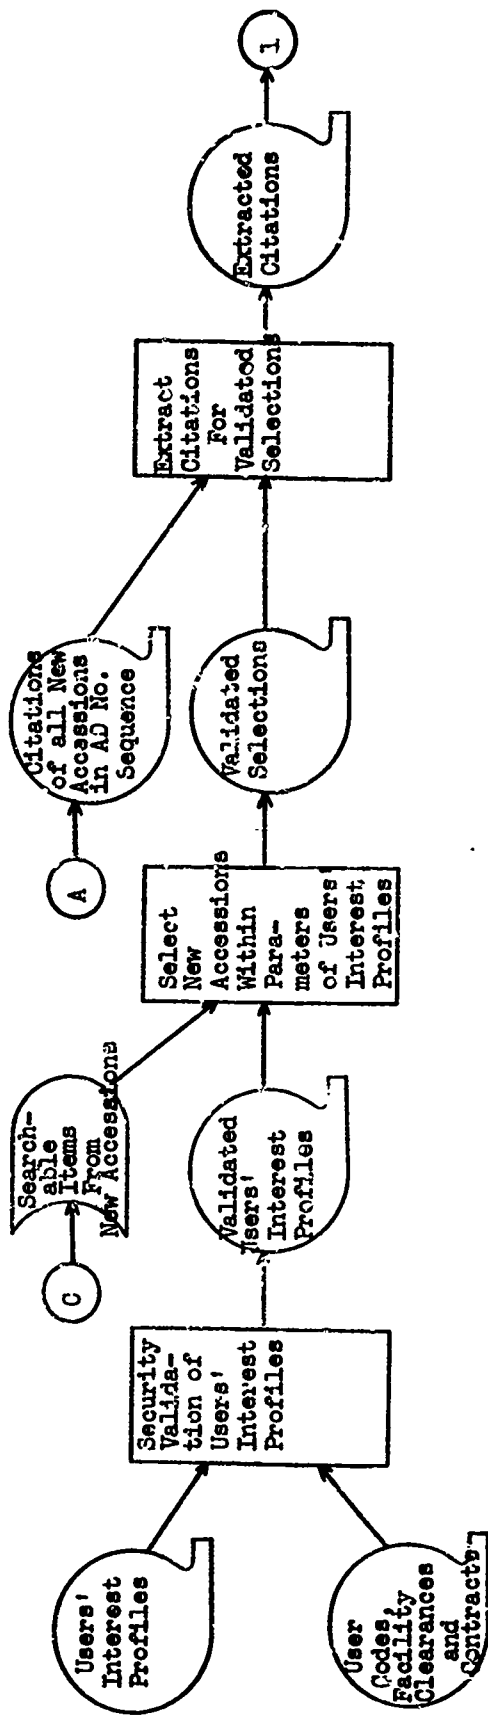 Users'
Interest
Profiles
User
Codes,
Facility
Clearances
and
Contracts
Security
Valida-
tion of
Users'
Interest
Profiles
C
Search-
able
Items
From
New Accessions
Validated
Users'
Interest
Profiles
Select
New
Accessions
Within
Para-
meters
of Users'
Interest
Profiles
A
Citations
of all New
Accessions
in AD No.
Sequence
Validated
Selections
Extract
Citations
For
Validated
Selections
Extracted
Citations
1